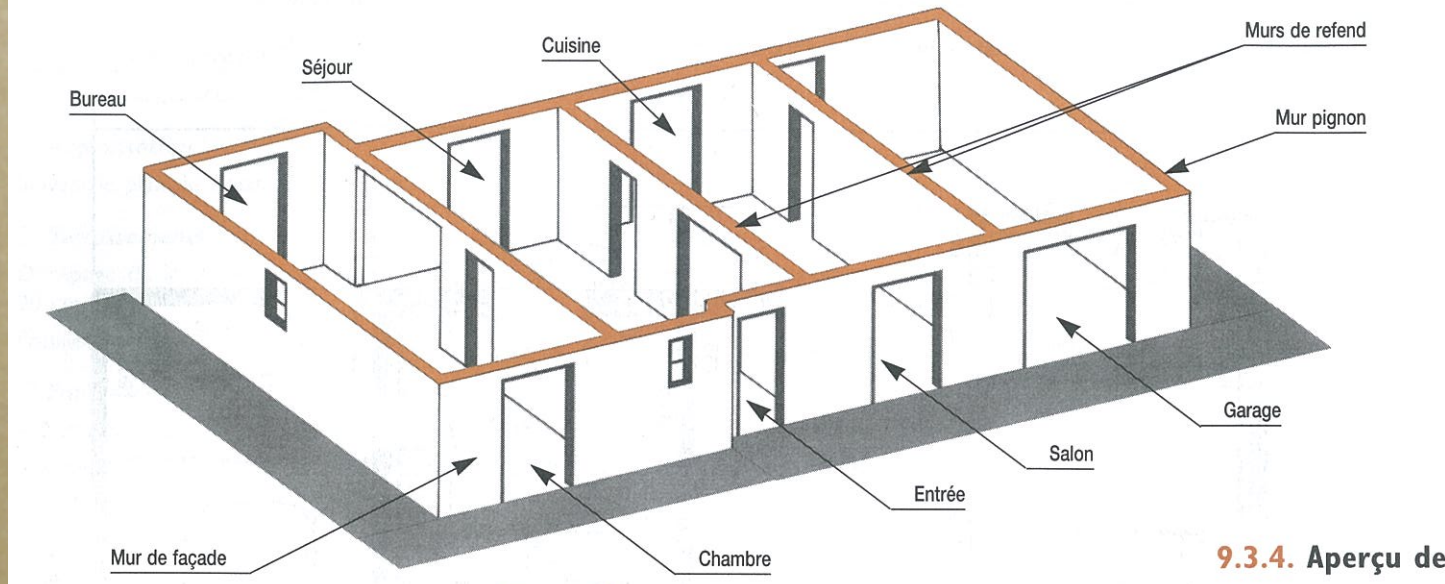 Murs de refend
Cuisine
Séjour
Bureau
Mur pignon
Garage
Salon
Entrée
Mur de façade
Chambre
9.3.4. Aperçu de